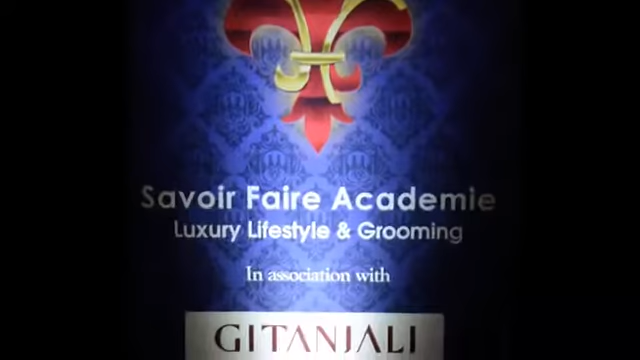 Savoir Faire Academie
Luxury Lifestyle & Grooming
In association with
GITANJALI